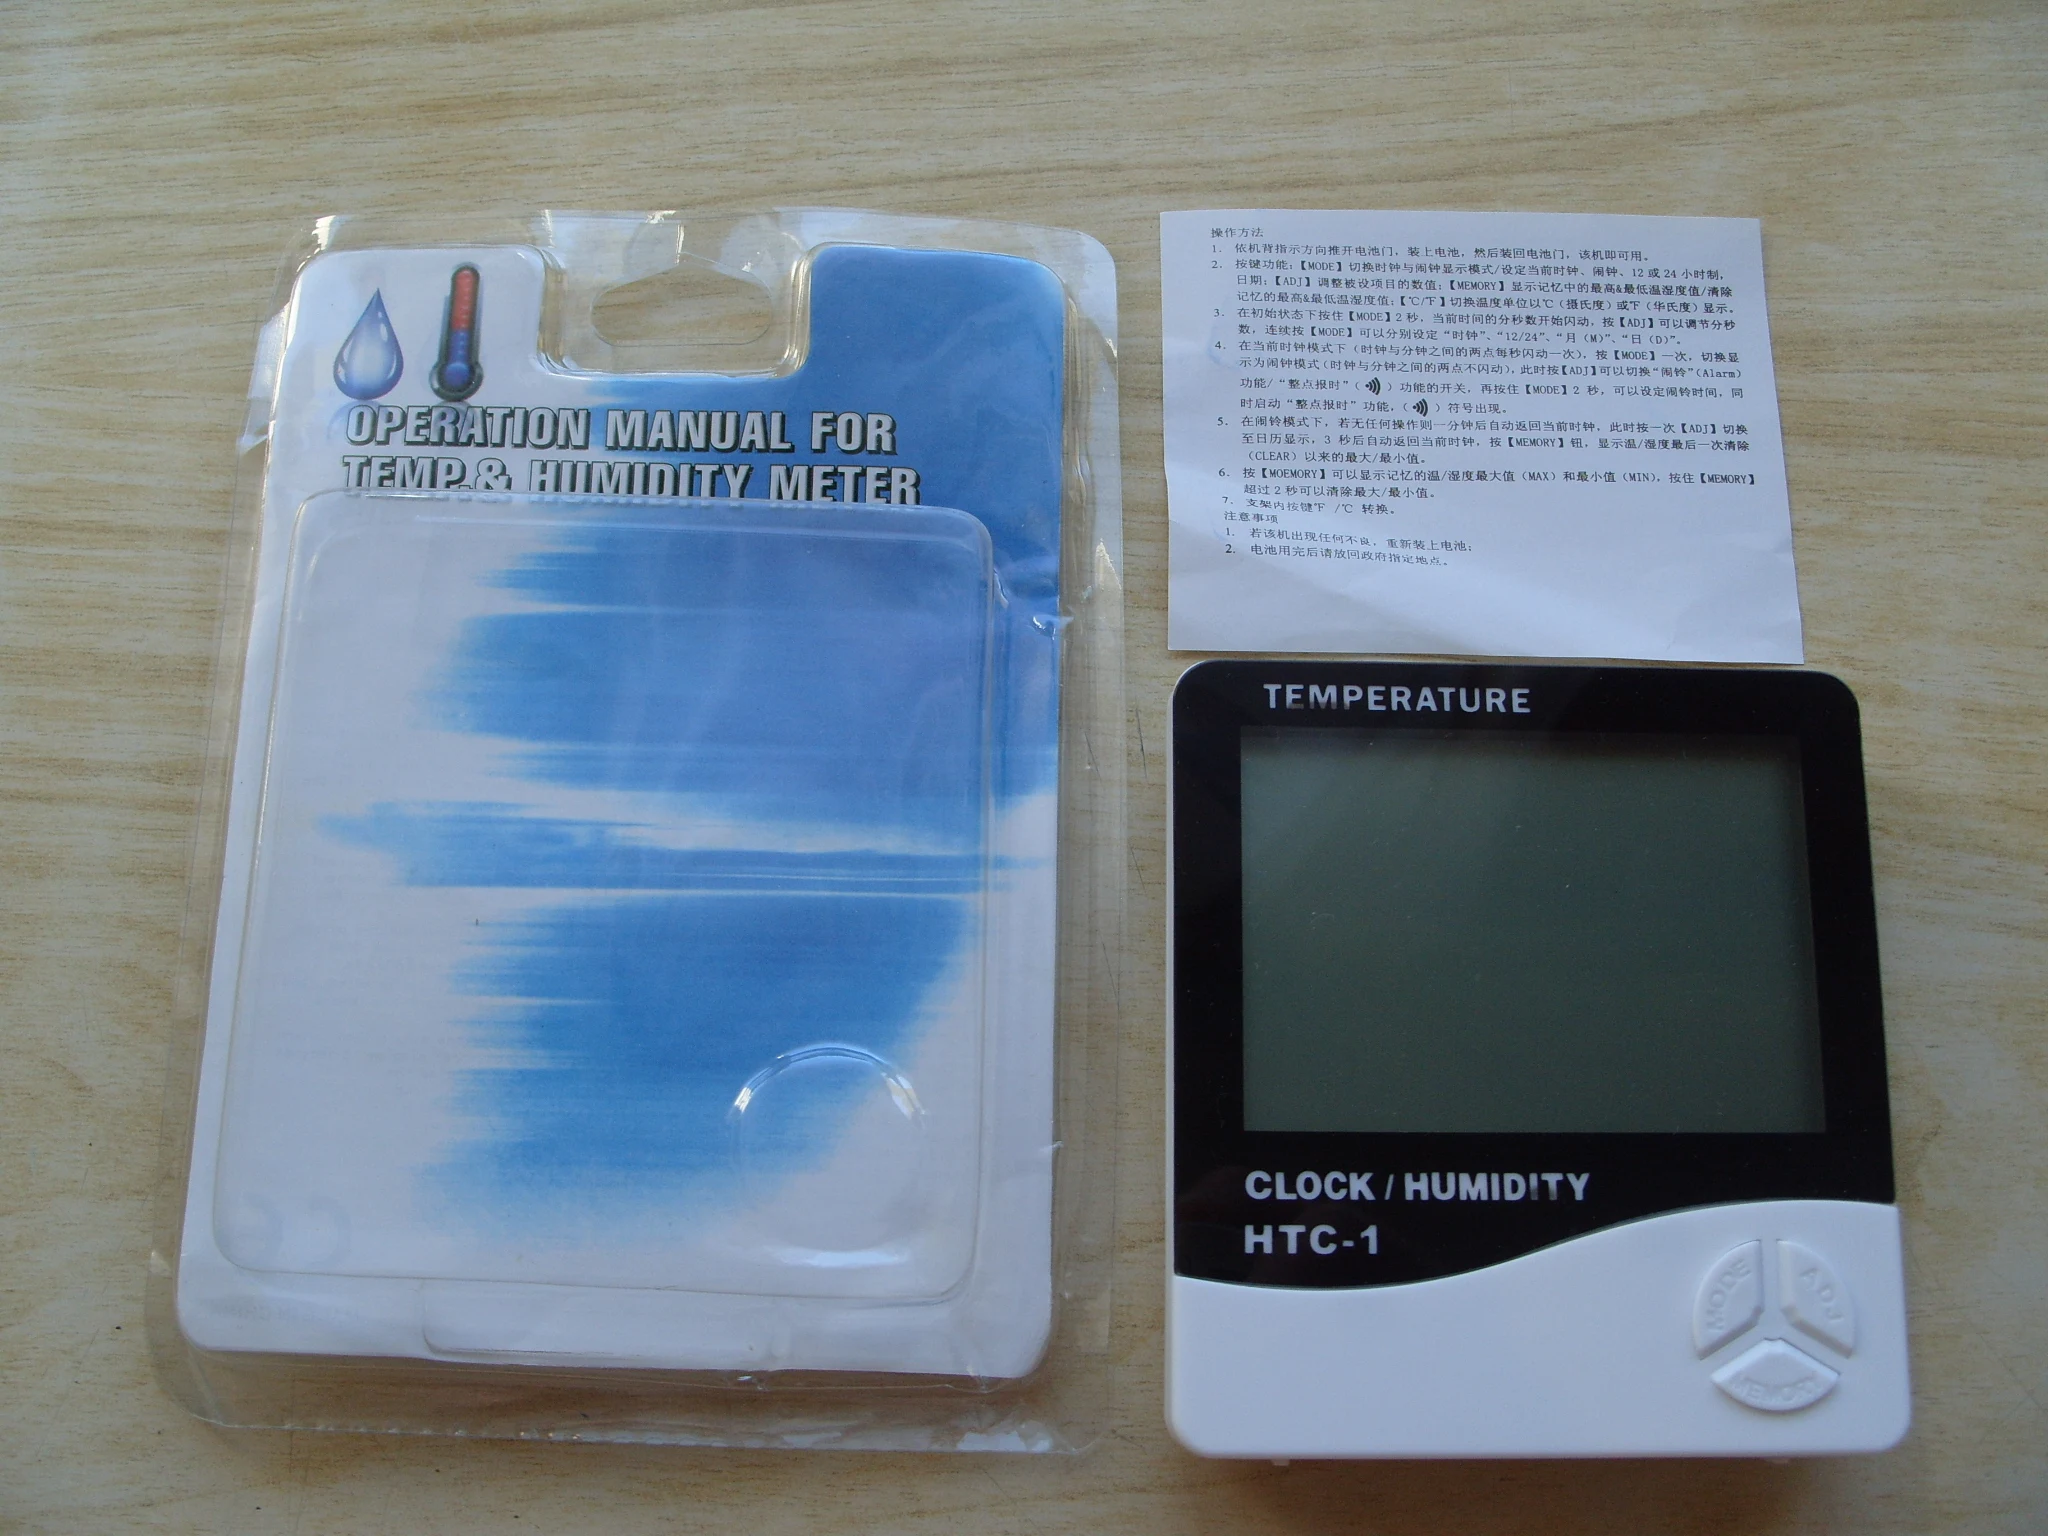 OPERATION MANUAL FOR
TEMP.& HUMIDITY METER
操作方法
1. 依机背指示方向推开电池门，装上电池，然后装回电池门，该机即可用。
2. 按键功能：【MODE】切换时钟与闹钟显示模式/设定当前时钟、闹钟、12 或 24 小时制，
日期；【ADJ】调整被设项目的数值；【MEMORY】显示记忆中的最高&最低温湿度值/清除
记忆的最高&最低温湿度值；【℃/℉】切换温度单位以℃（摄氏度）或℉（华氏度）显示。
3. 在初始状态下按住【MODE】2 秒，当前时间的分秒数开始闪动，按【ADJ】可以调节分秒
数，连续按【MODE】可以分别设定“时钟”、“12/24”、“月（M）”、“日（D）”。
4. 在当前时钟模式下（时钟与分钟之间的两点每秒闪动一次），按【MODE】一次，切换显
示为闹钟模式（时钟与分钟之间的两点不闪动），此时按【ADJ】可以切换“闹铃”（Alarm）
功能/“整点报时”（ ）功能的开关，再按住【MODE】2 秒，可以设定闹铃时间，同
时启动“整点报时”功能，（ ）符号出现。
5. 在闹铃模式下，若无任何操作则一分钟后自动返回当前时钟，此时按一次【ADJ】切换
至日历显示，3 秒后自动返回当前时钟，按【MEMORY】钮，显示温/湿度最后一次清除
（CLEAR）以来的最大/最小值。
6. 按【MOEMORY】可以显示记忆的温/湿度最大值（MAX）和最小值（MIN），按住【MEMORY】
超过 2 秒可以清除最大/最小值。
7. 支架内按键℉ /℃ 转换。
注意事项
1. 若该机出现任何不良，重新装上电池；
2. 电池用完后请放回政府指定地点。
TEMPERATURE
CLOCK / HUMIDITY
HTC-1
MODE
ADJ
MEMORY